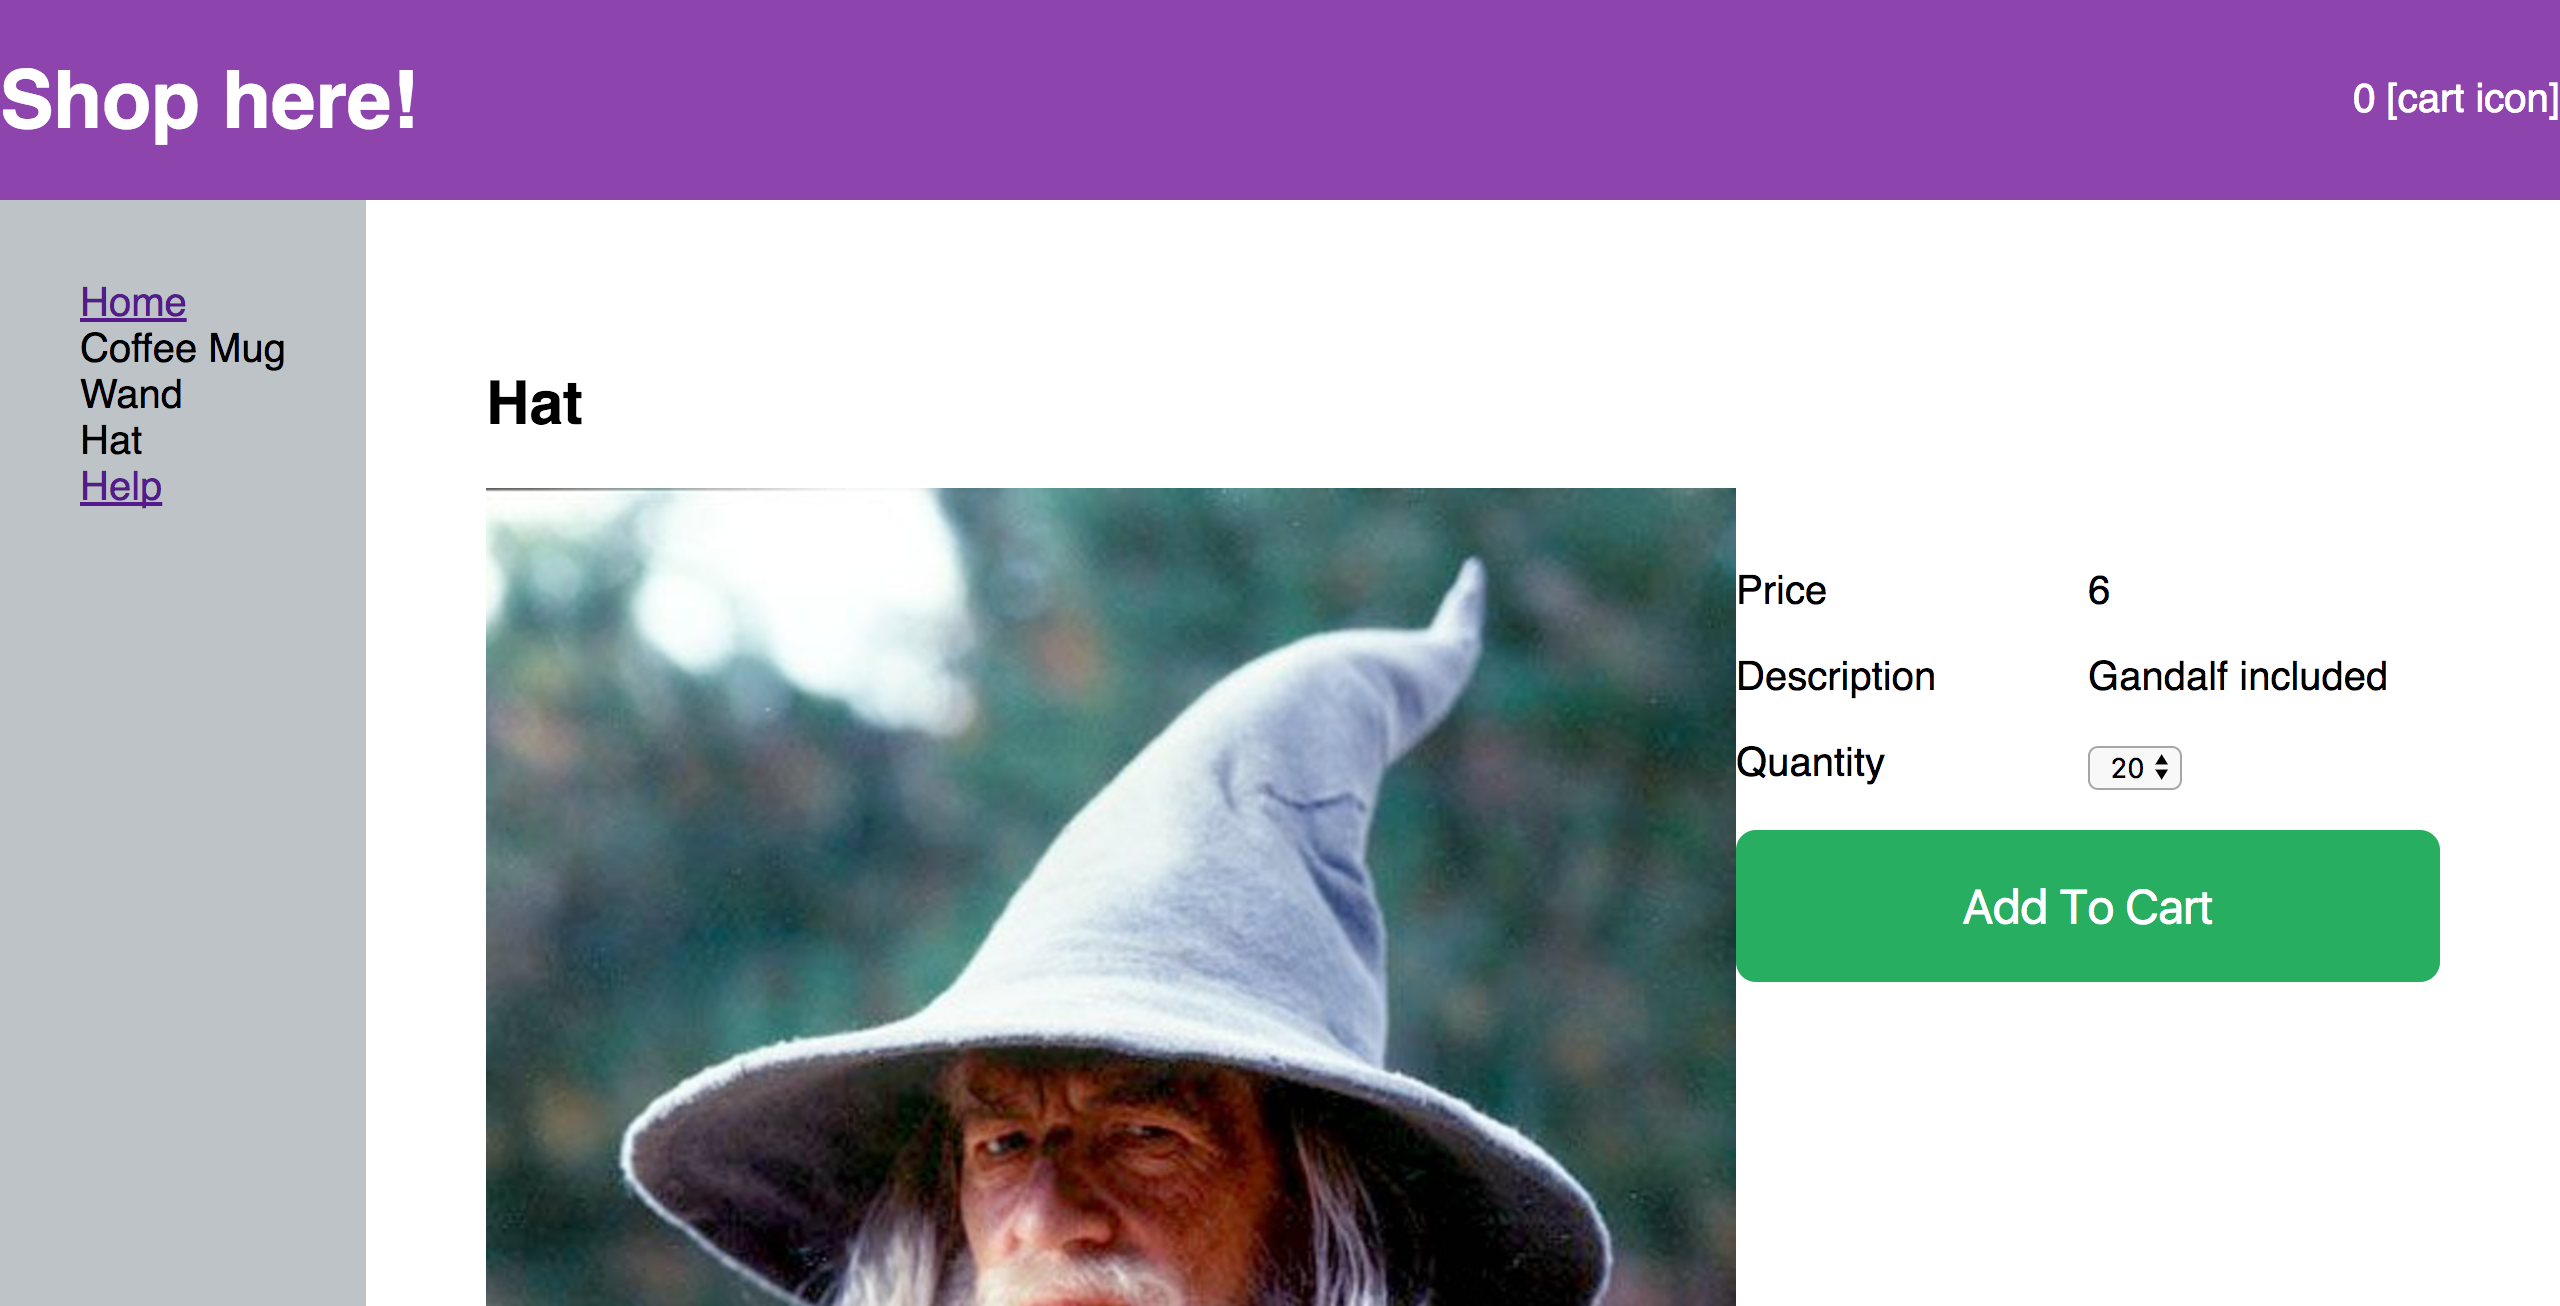 Shop here!
0 [cart icon]
Home
Coffee Mug
Wand
Hat
Help
Hat
Price 6
Description Gandalf included
Quantity 20
Add To Cart